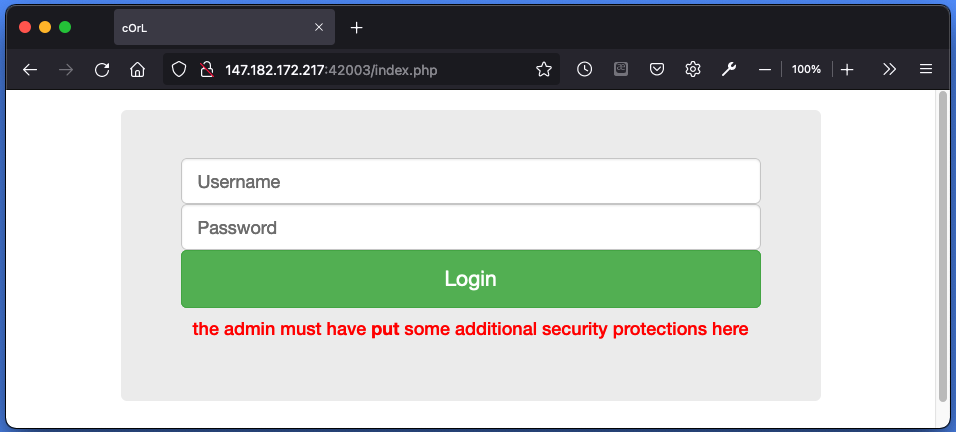 cOrL
147.182.172.217:42003/index.php
100%
Username
Password
Login
the admin must have put some additional security protections here